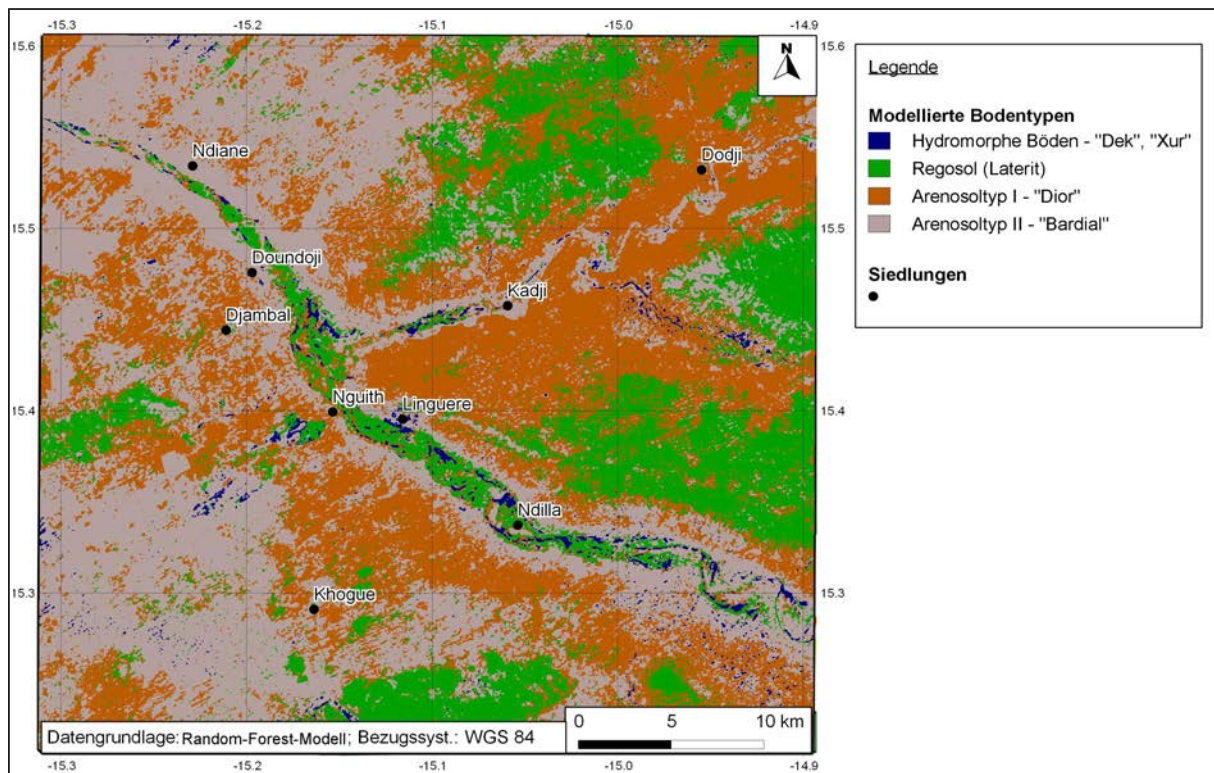 -15.3 -15.2 -15.1 -15.0 -14.9
15.6 15.6
N
Dodji
Ndiane
15.5 15.5
Doundoji
Kadji
Djambal
15.4 15.4
Nguith Linguere
Ndilla
15.3 15.3
Khogue
0 5 10 km
Datengrundlage: Random-Forest-Modell; Bezugssyst.: WGS 84
-15.3 -15.2 -15.1 -15.0 -14.9
Legende
Modellierte Bodentypen
Hydromorphe Böden - "Dek", "Xur"
Regosol (Laterit)
Arenosoltyp I - "Dior"
Arenosoltyp II - "Bardial"
Siedlungen